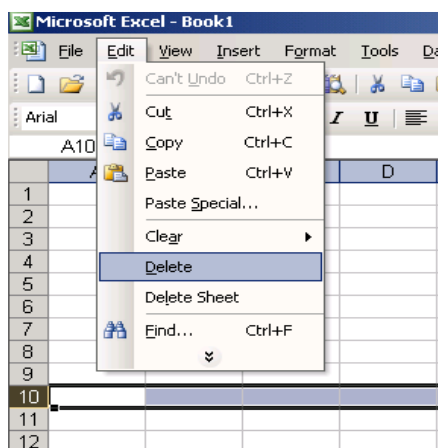 Microsoft Excel - Book1
File Edit View Insert Format Tools Da
Can't Undo Ctrl+Z
Arial
Cut Ctrl+X
I U
A10
Copy Ctrl+C
Paste Ctrl+V
D
Paste Special...
Clear
Delete
Delete Sheet
Find... Ctrl+F
1
2
3
4
5
6
7
8
9
10
11
12